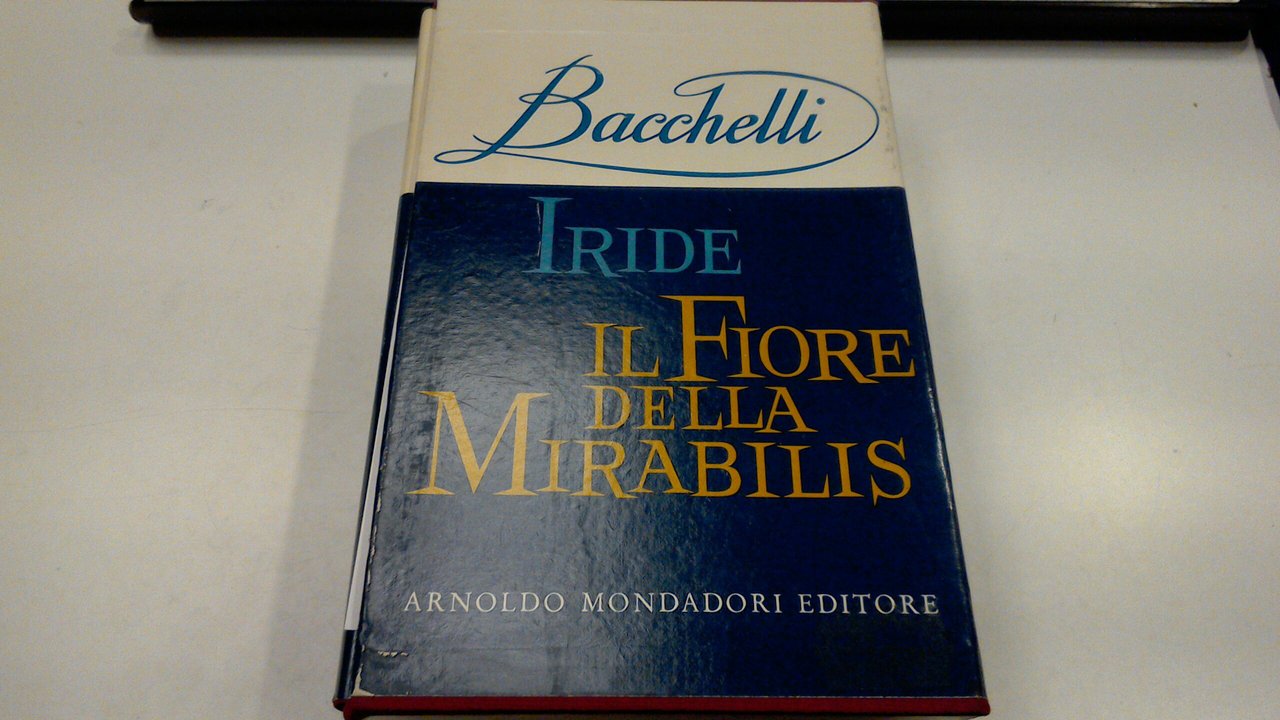 Bacchelli
IRIDE
IL FIORE
DELLA
MIRABILIS
ARNOLDO MONDADORI EDITORE